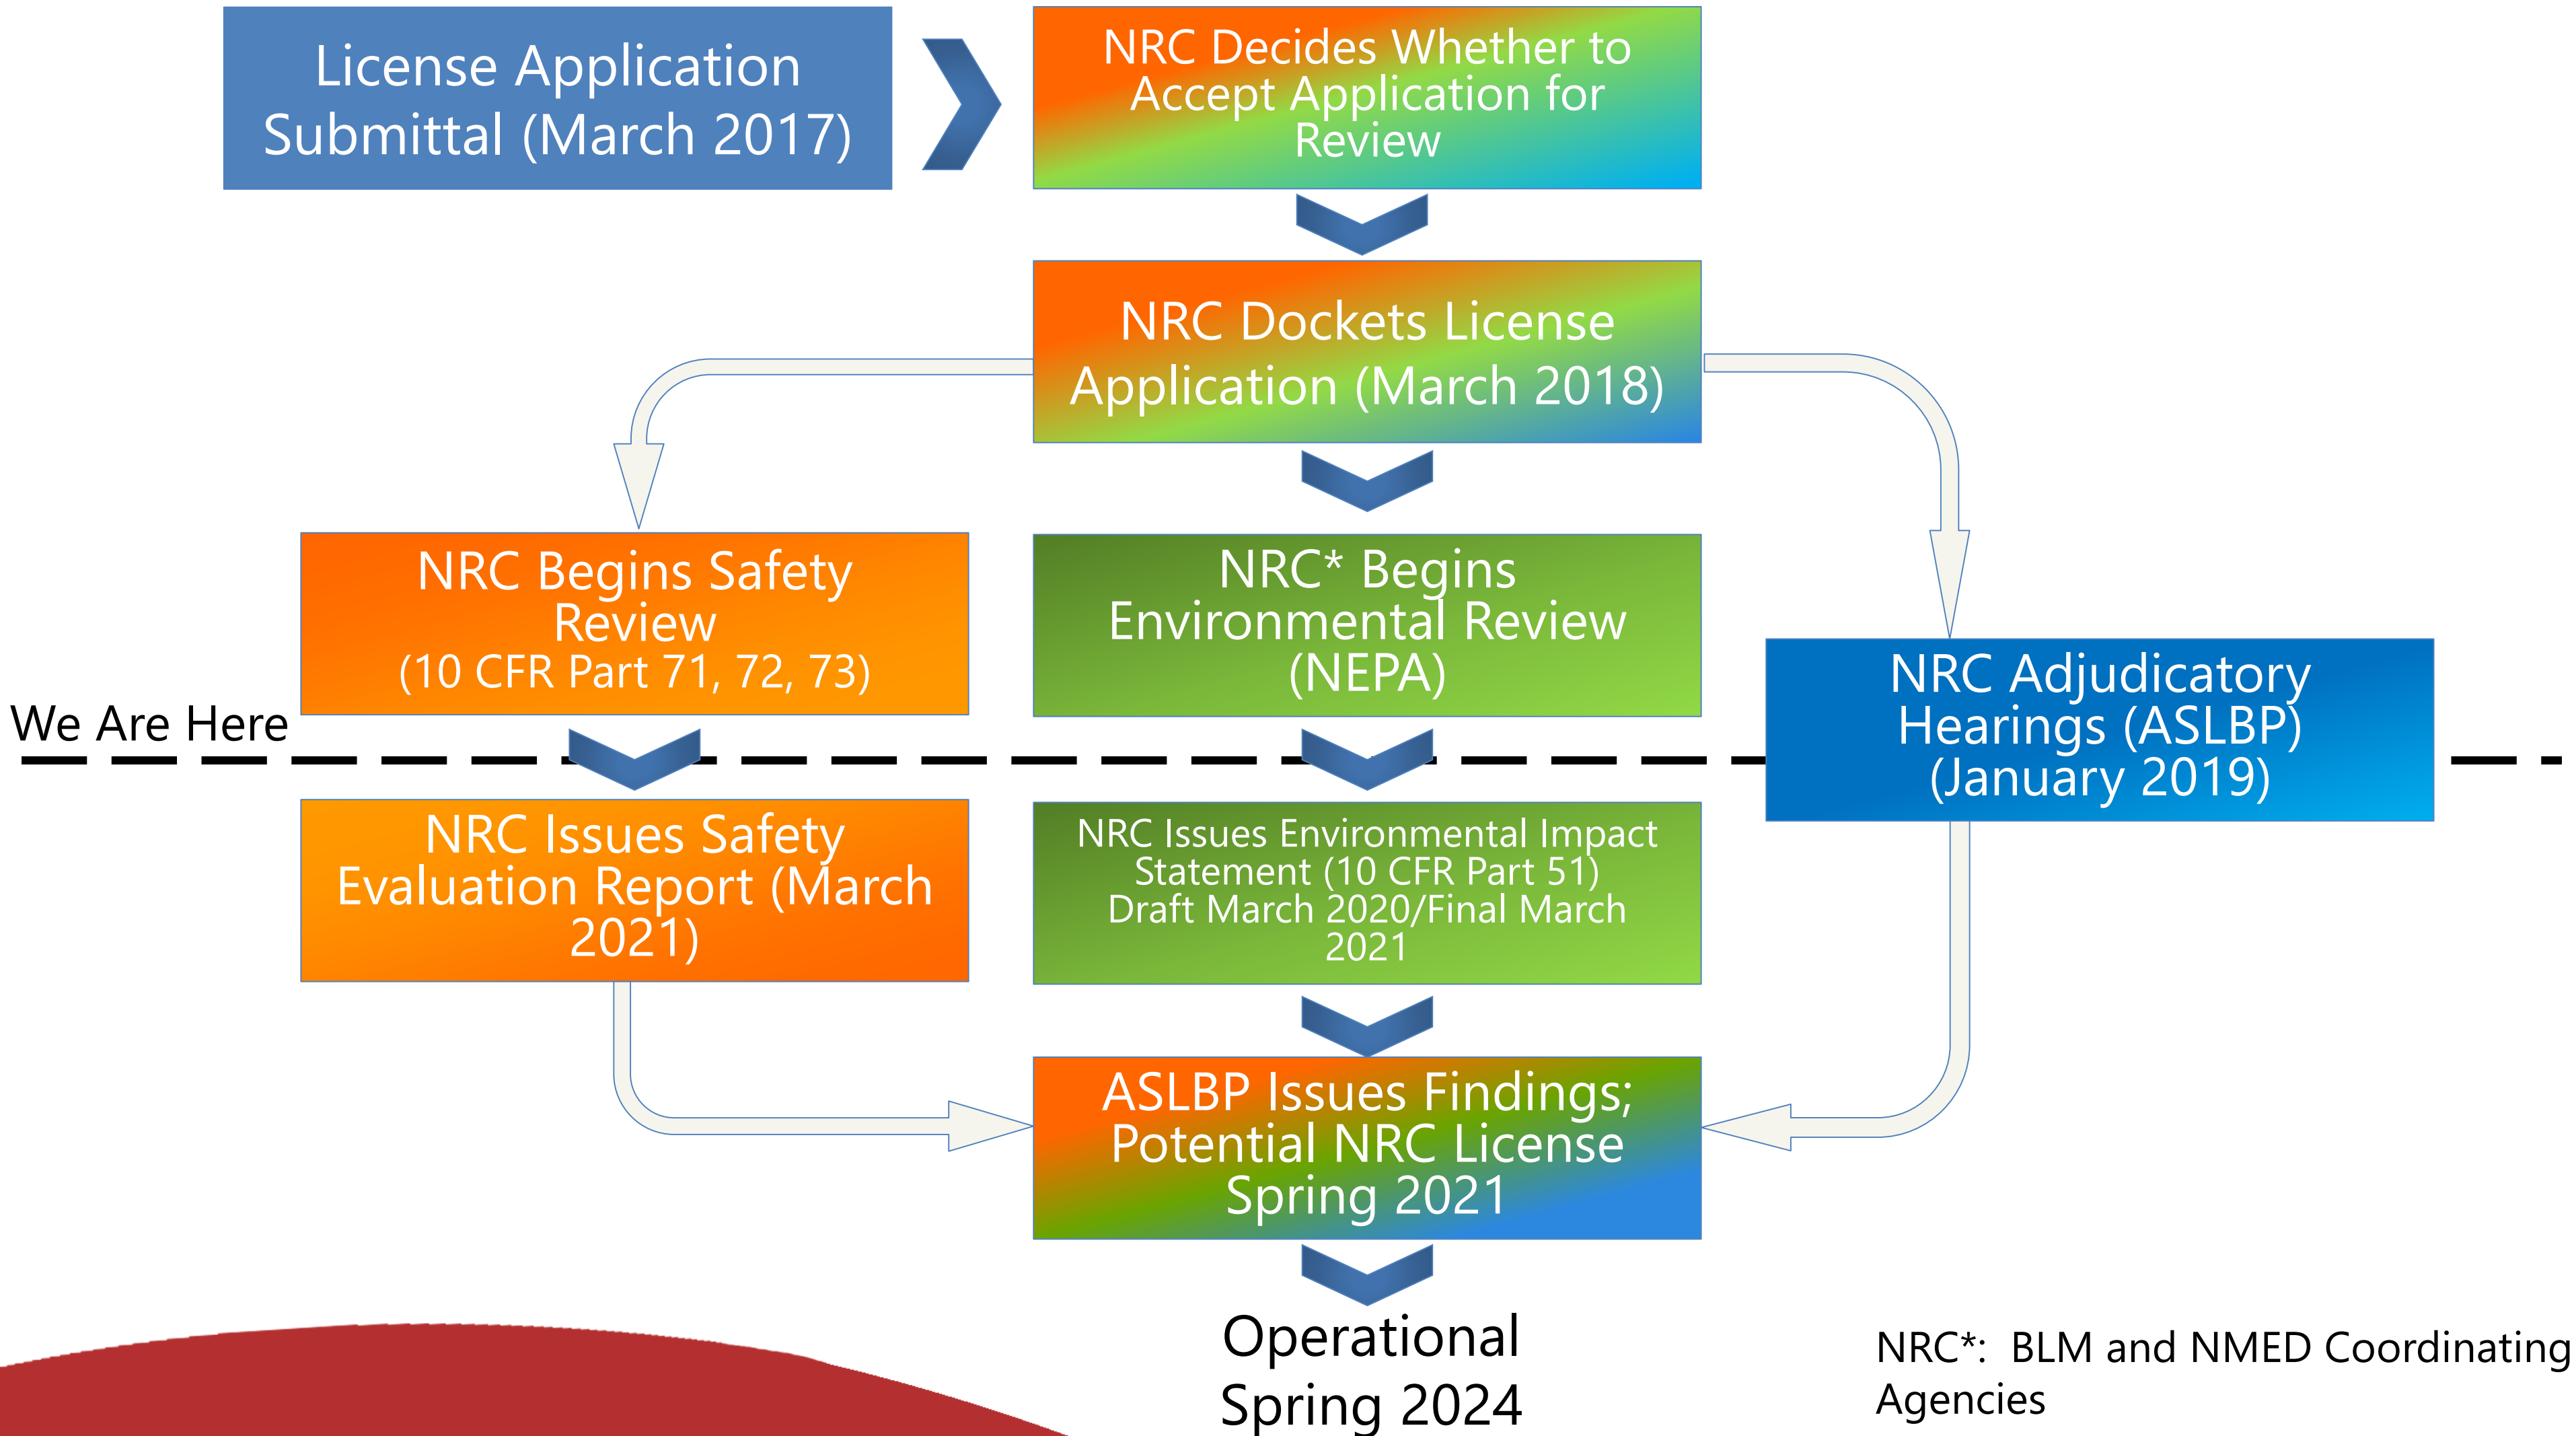 License Application
Submittal (March 2017)
NRC Decides Whether to
Accept Application for
Review
NRC Dockets License
Application (March 2018)
NRC Begins Safety
Review
(10 CFR Part 71, 72, 73)
NRC* Begins
Environmental Review
(NEPA)
NRC Adjudicatory
Hearings (ASLBP)
(January 2019)
We Are Here
NRC Issues Safety
Evaluation Report (March
2021)
NRC Issues Environmental Impact
Statement (10 CFR Part 51)
Draft March 2020/Final March
2021
ASLBP Issues Findings;
Potential NRC License
Spring 2021
Operational
Spring 2024
NRC*: BLM and NMED Coordinating
Agencies